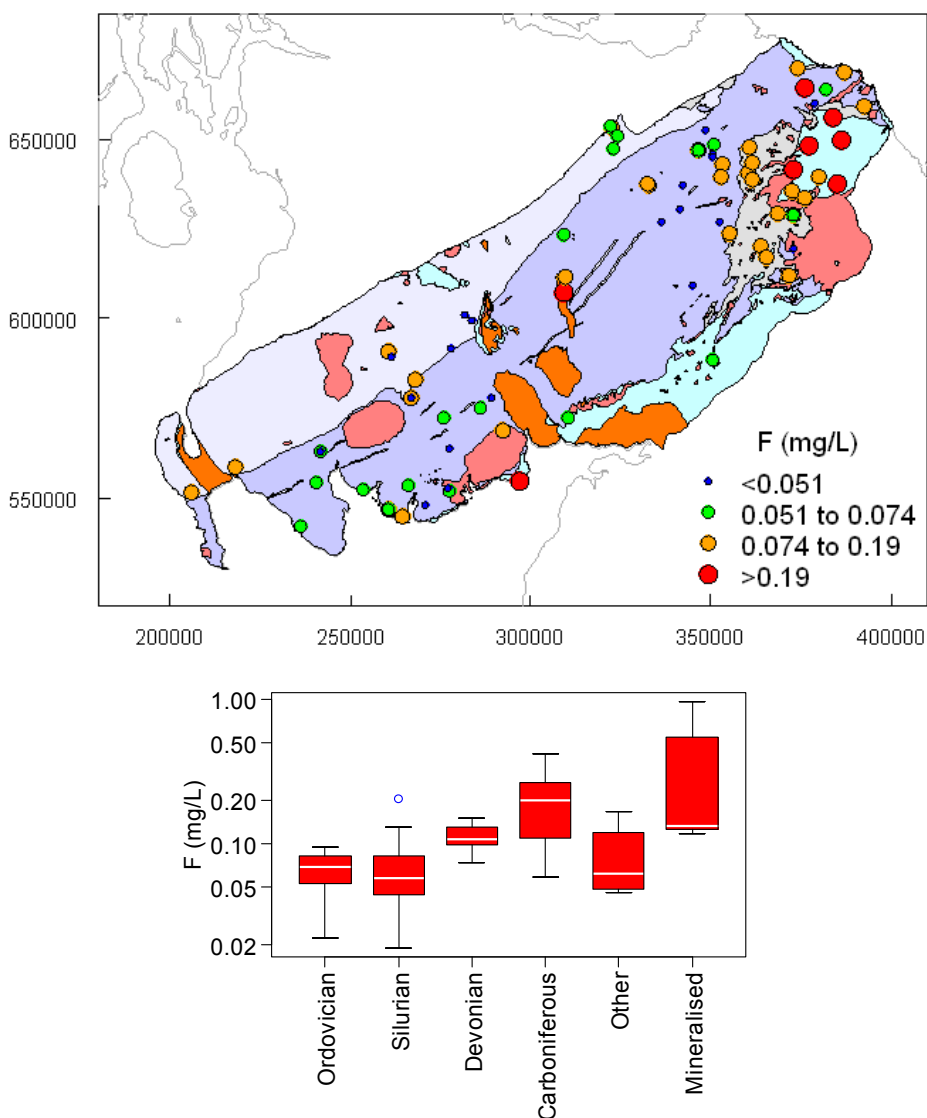 650000
600000
550000
F (mg/L)
<0.051
0.051 to 0.074
0.074 to 0.19
>0.19
200000 250000 300000 350000 400000
1.00
0.50
0.20
0.10
0.05
0.02
F (mg/L)
Ordovician
Silurian
Devonian
Carboniferous
Other
Mineralised